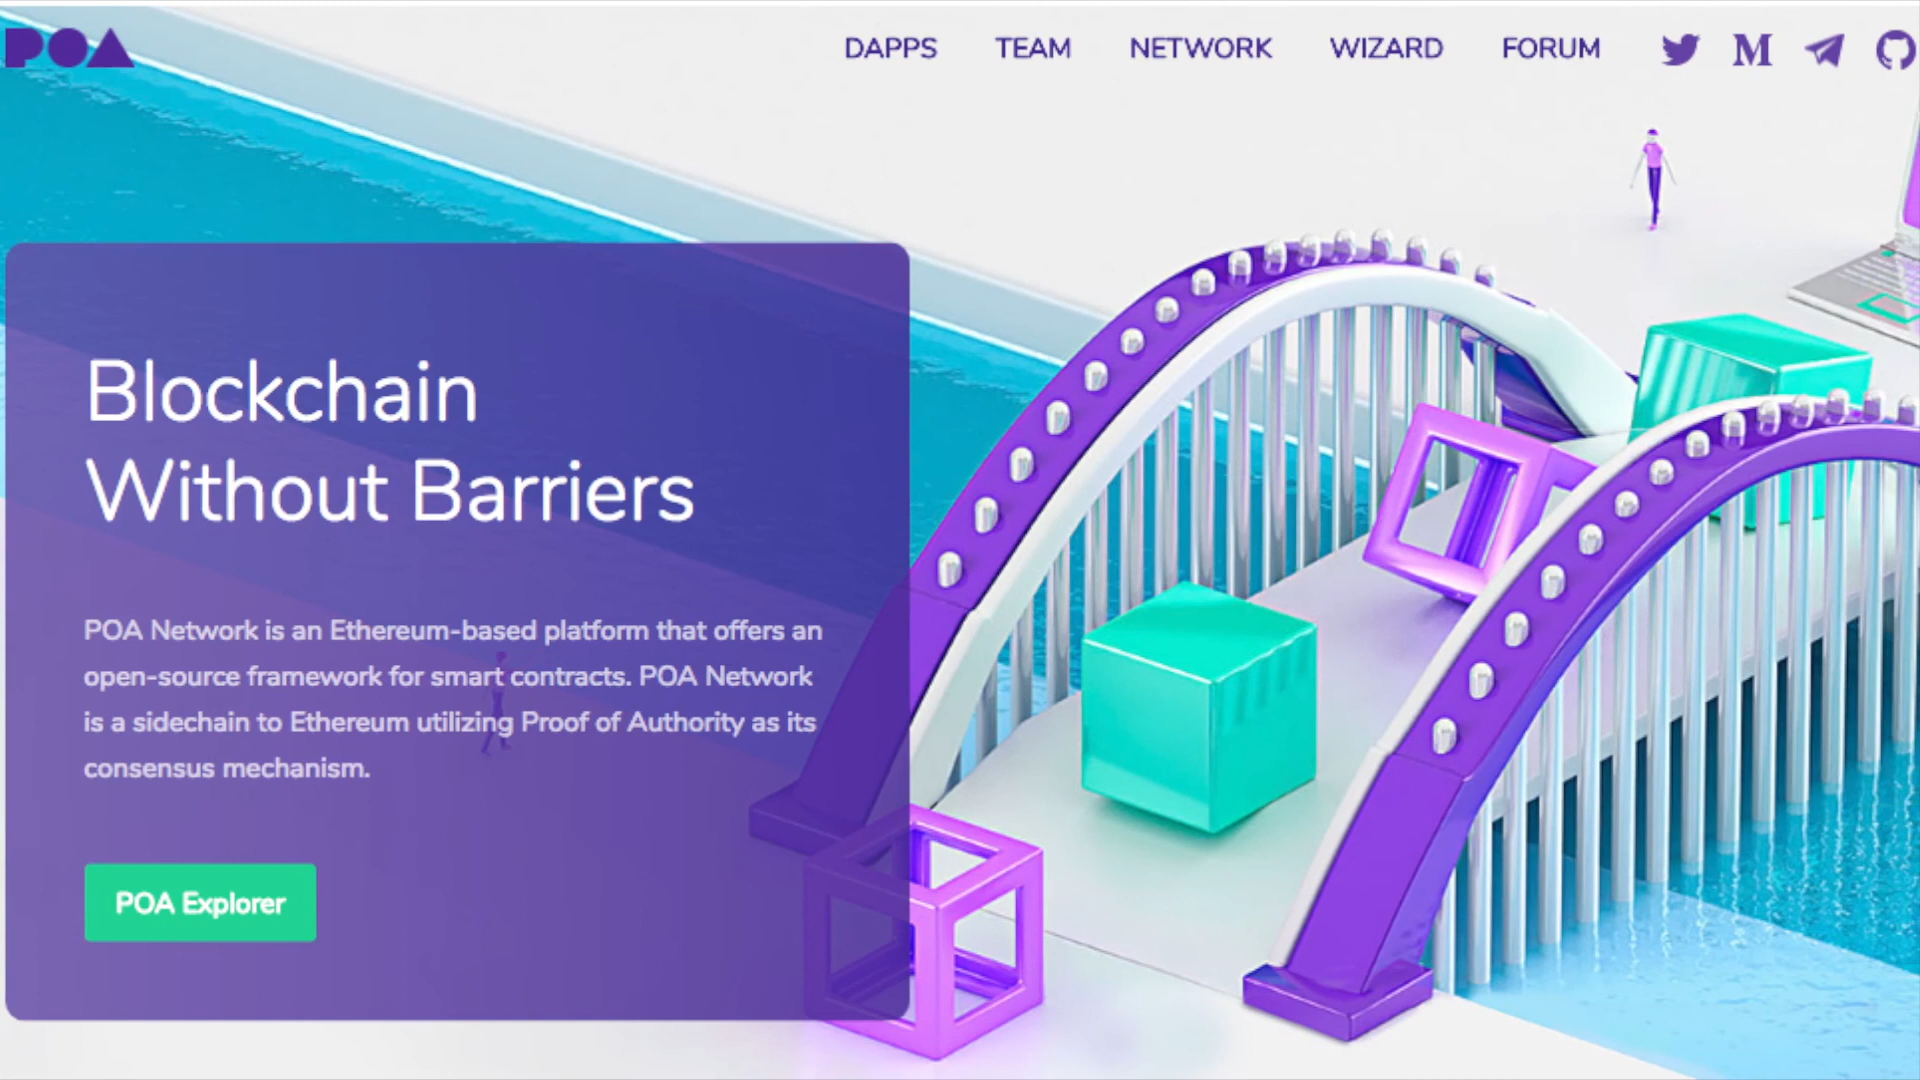 POA
DAPPS TEAM NETWORK WIZARD FORUM
Blockchain
Without Barriers
POA Network is an Ethereum-based platform that offers an
open-source framework for smart contracts. POA Network
is a sidechain to Ethereum utilizing Proof of Authority as its
consensus mechanism.
POA Explorer